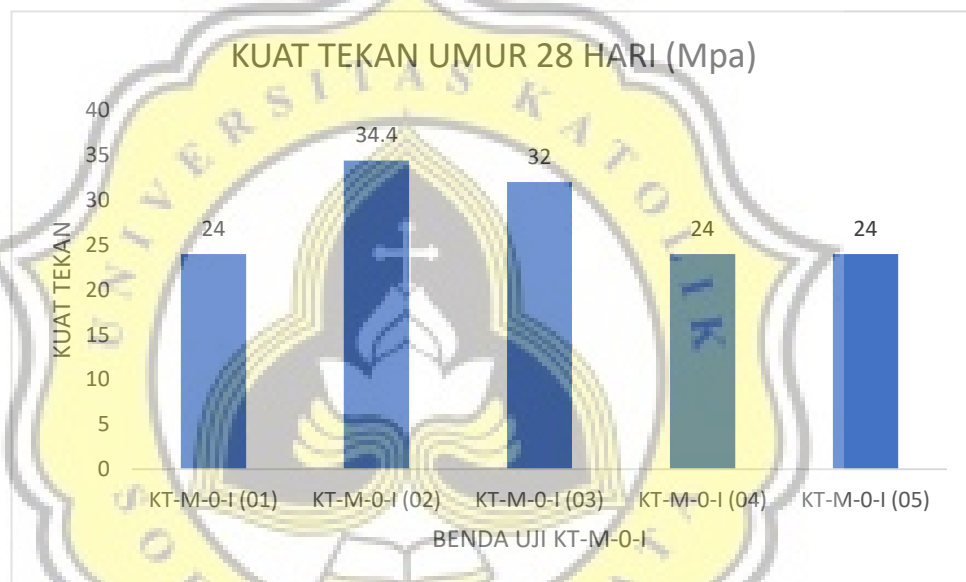 KUAT TEKAN UMUR 28 HARI (Mpa)
UNIVERSITAS KATOLIK
KUAT TEKAN
40
35
30
25
20
15
10
5
0
24
34.4
32
24
24
KT-M-0-I (01)
KT-M-0-I (02)
KT-M-0-I (03)
KT-M-0-I (04)
KT-M-0-I (05)
BENDA UJI KT-M-0-I